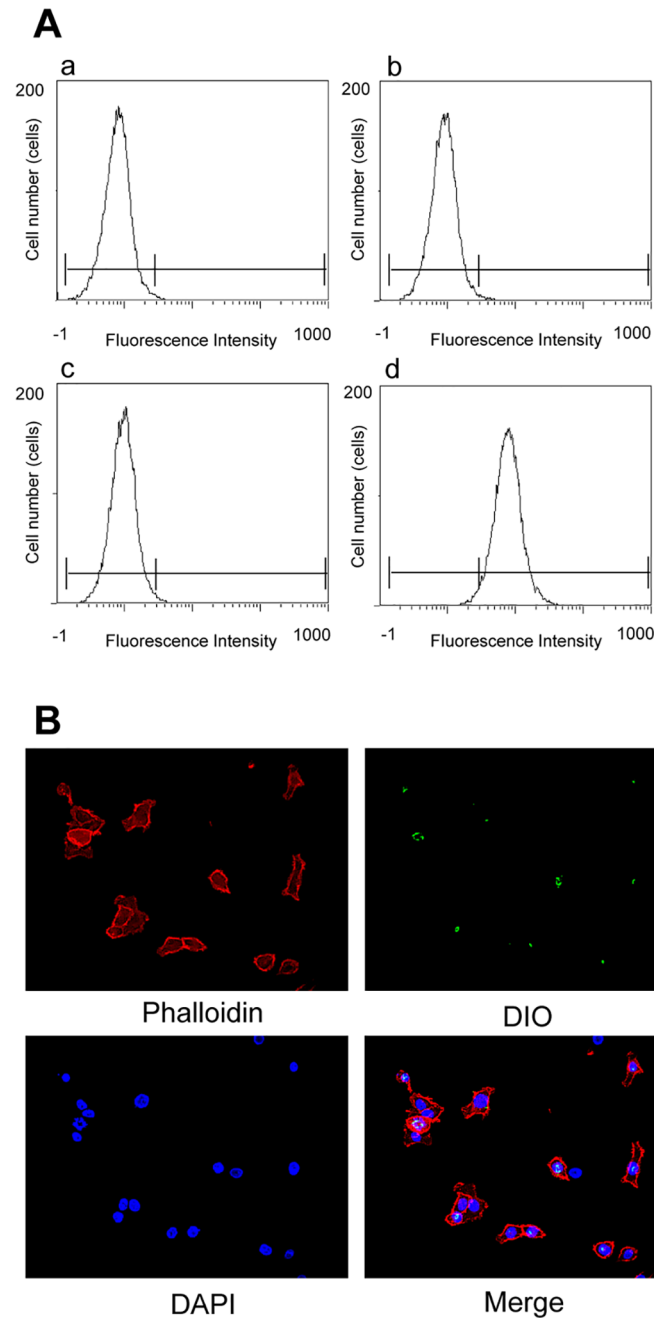 A
a
b
200
200
Cell number (cells)
Cell number (cells)
-1
1000
-1
1000
Fluorescence Intensity
Fluorescence Intensity
c
d
200
200
Cell number (cells)
Cell number (cells)
-1
1000
-1
1000
Fluorescence Intensity
Fluorescence Intensity
B
Phalloidin
DIO
DAPI
Merge